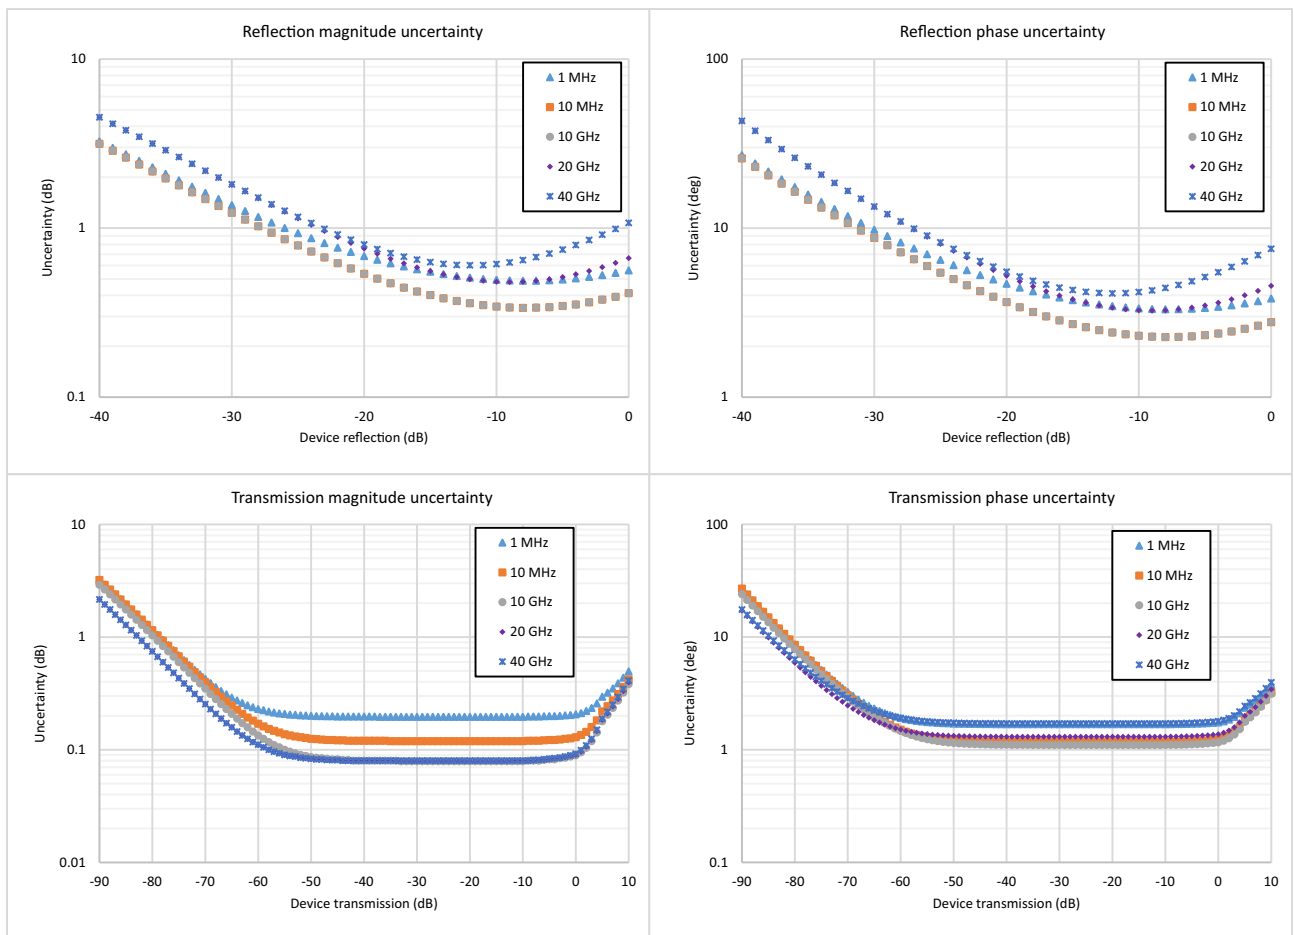 Reflection magnitude uncertainty
10
1
0.1
Uncertainty (dB)
-40 -30 -20 -10 0
Device reflection (dB)
1 MHz
10 MHz
10 GHz
20 GHz
40 GHz
Reflection phase uncertainty
100
10
1
Uncertainty (deg)
-40 -30 -20 -10 0
Device reflection (dB)
1 MHz
10 MHz
10 GHz
20 GHz
40 GHz
Transmission magnitude uncertainty
10
1
0.1
0.01
Uncertainty (dB)
-90 -80 -70 -60 -50 -40 -30 -20 -10 0 10
Device transmission (dB)
1 MHz
10 MHz
10 GHz
20 GHz
40 GHz
Transmission phase uncertainty
100
10
1
0.1
Uncertainty (deg)
-90 -80 -70 -60 -50 -40 -30 -20 -10 0 10
Device transmission (dB)
1 MHz
10 MHz
10 GHz
20 GHz
40 GHz